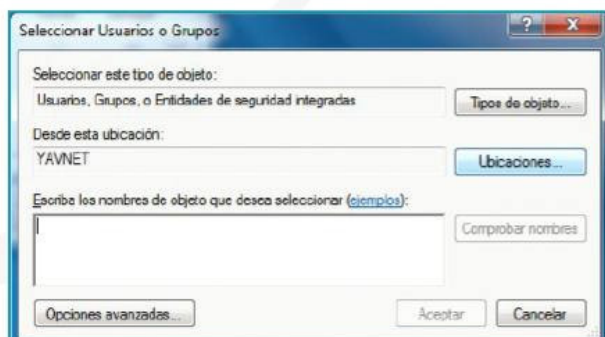 Seleccionar Usuarios o Grupos
Seleccionar este tipo de objeto:
Usuarios, Grupos, o Entidades de seguridad integradas
Tipos de objeto...
Desde esta ubicación:
YAVNET
Ubicaciones...
Escriba los nombres de objeto que desea seleccionar (ejemplos):
Comprobar nombres
Opciones avanzadas...
Aceptar
Cancelar